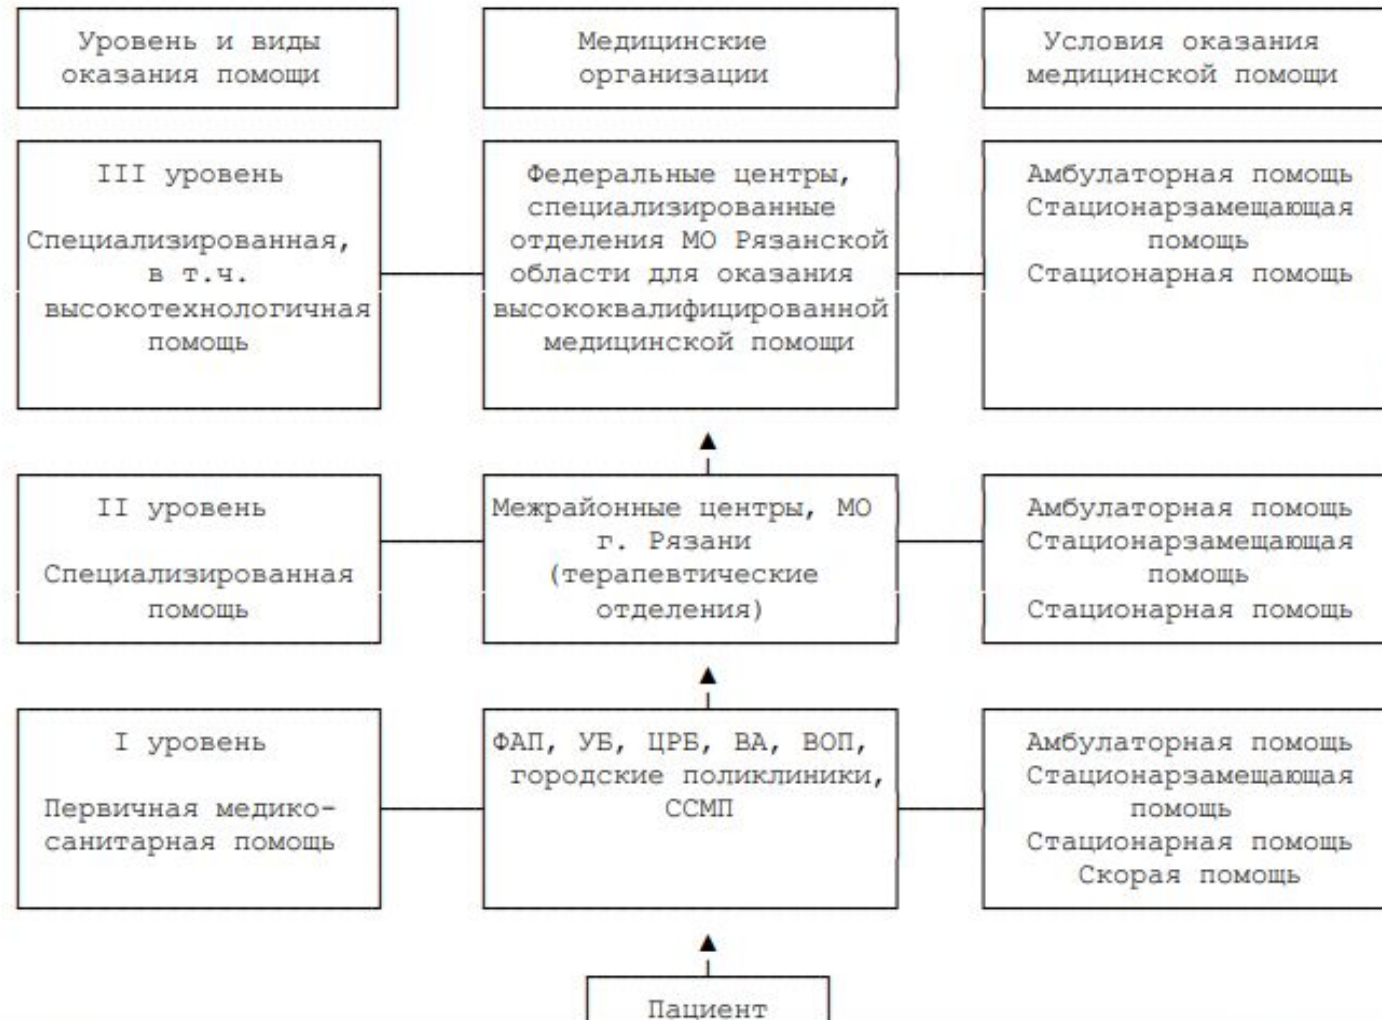 Уровень и виды
оказания помощи
Медицинские
организации
Условия оказания
медицинской помощи
III уровень
Специализированная,
в т.ч.
высокотехнологичная
помощь
Федеральные центры,
специализированные
отделения МО Рязанской
области для оказания
высококвалифицированной
медицинской помощи
Амбулаторная помощь
Стационарзамещающая
помощь
Стационарная помощь
II уровень
Специализированная
помощь
Межрайонные центры, МО
г. Рязани
(терапевтические
отделения)
Амбулаторная помощь
Стационарзамещающая
помощь
Стационарная помощь
I уровень
Первичная медико-
санитарная помощь
ФАП, УБ, ЦРБ, ВА, ВОП,
городские поликлиники,
ССМП
Амбулаторная помощь
Стационарзамещающая
помощь
Стационарная помощь
Скорая помощь
Пациент